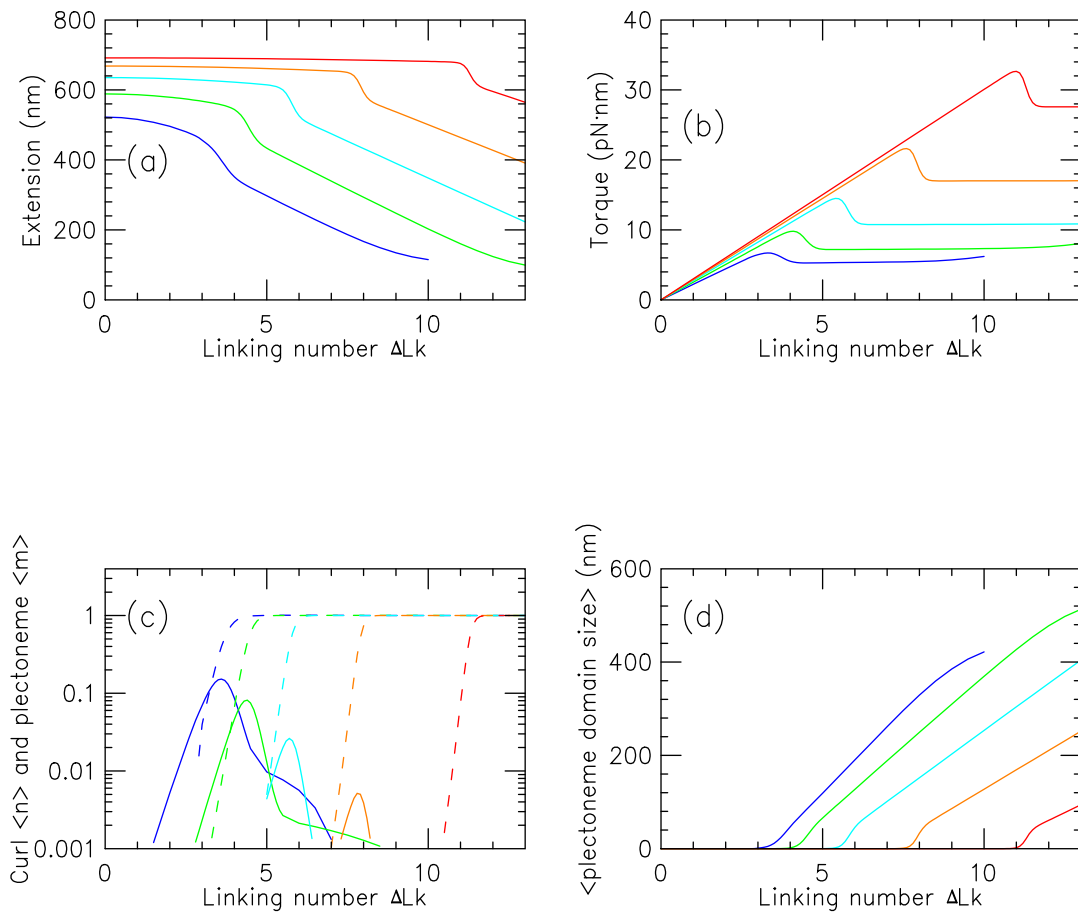 Extension (nm)
800
600
400
200
0
(a)
0 5 10
Linking number ΔLk
Torque (pN·nm)
40
30
20
10
0
(b)
0 5 10
Linking number ΔLk
Curl <n> and plectoneme <m>
1
0.1
0.01
0.001
(c)
0 5 10
Linking number ΔLk
<plectoneme domain size> (nm)
600
400
200
0
(d)
0 5 10
Linking number ΔLk